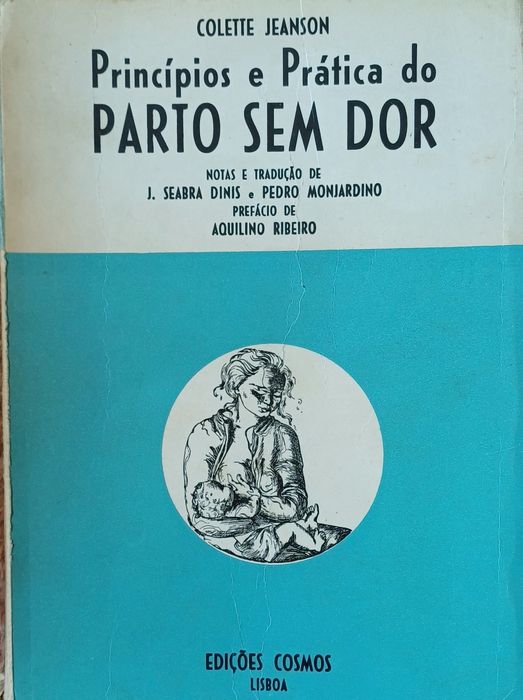 COLETTE JEANSON
Princípios e Prática do
PARTO SEM DOR
NOTAS E TRADUÇÃO DE
J. SEABRA DINIS e PEDRO MONJARDINO
PREFÁCIO DE
AQUILINO RIBEIRO
EDIÇÕES COSMOS
LISBOA